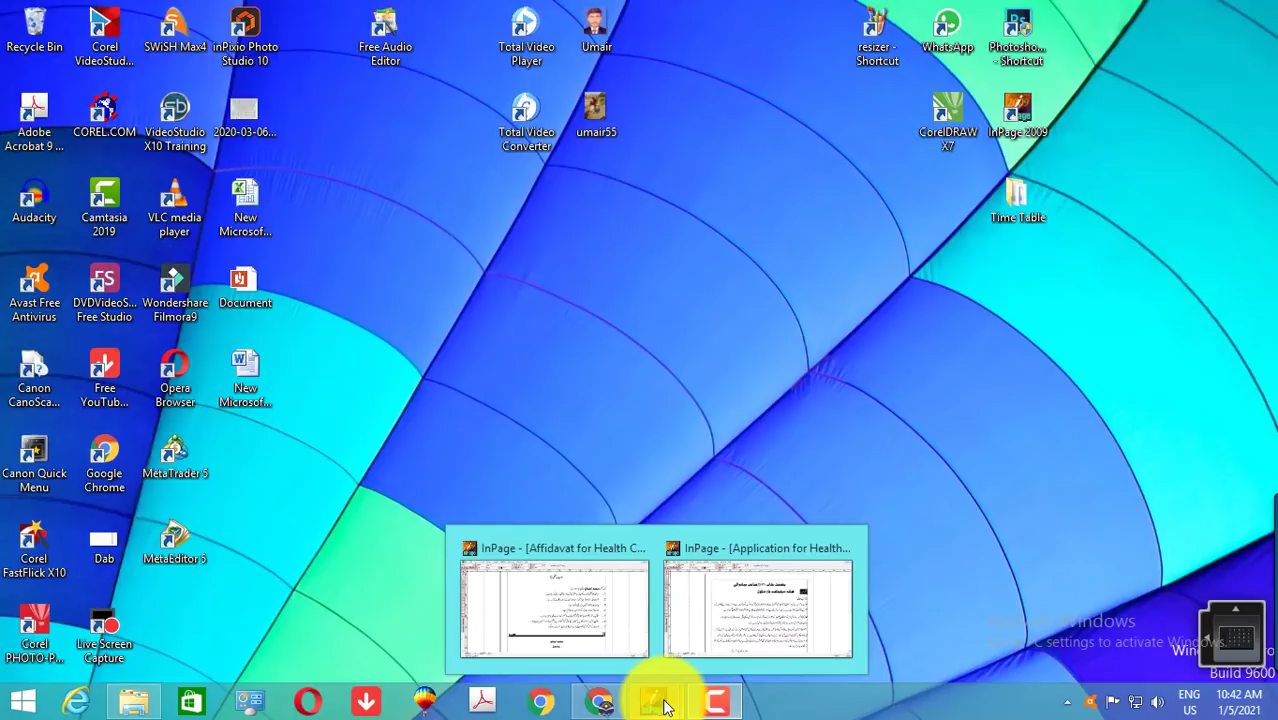 Recycle Bin
Corel
VideoStud...
SWiSH Max4
inPixio Photo
Studio 10
Free Audio
Editor
Total Video
Player
Umair
resizer -
Shortcut
WhatsApp
Photosho...
- Shortcut
Adobe
Acrobat 9 ...
COREL.COM
VideoStudio
X10 Training
2020-03-06...
Total Video
Converter
umair55
CorelDRAW
X7
InPage 2009
Audacity
Camtasia
2019
VLC media
player
New
Microsof...
Time Table
Avast Free
Antivirus
DVDVideoS...
Free Studio
Wondershare
Filmora9
Document
Canon
CanoSca...
Free
YouTub...
Opera
Browser
New
Microsof...
Canon Quick
Menu
Google
Chrome
MetaTrader 5
Corel
FastFlick X10
Dab
MetaEditor 5
Corel
PHOTO-P...
Live Screen
Capture
InPage - [Affidavat for Health C...
InPage - [Application for Health...
Windows
C settings to activate Windows.
Build 9600
ENG
US
10:42 AM
1/5/2021